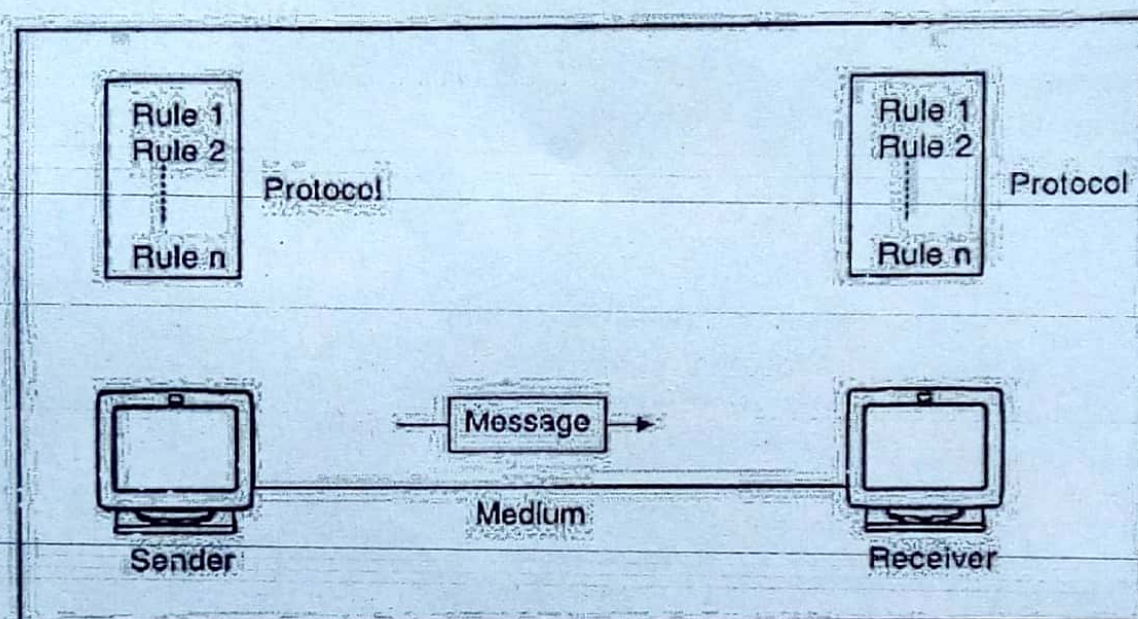 Rule 1
Rule 2
Rule n
Protocol
Rule 1
Rule 2
Rule n
Protocol
Message
Medium
Sender
Receiver